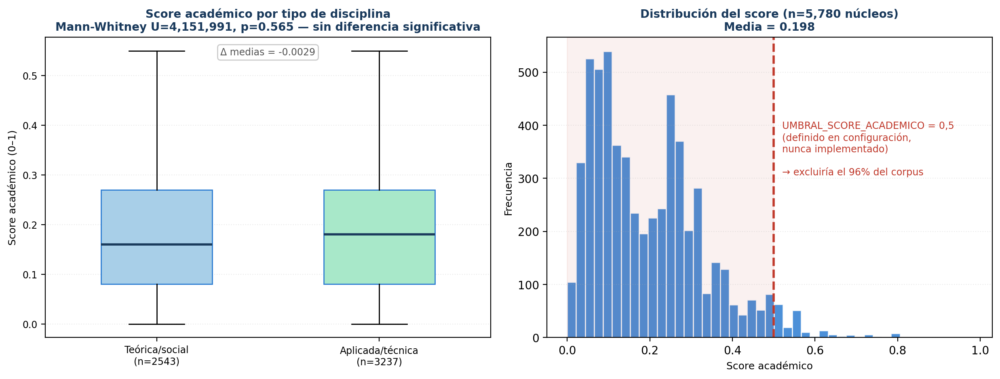 Score académico por tipo de disciplina
Mann-Whitney U=4,151,991, p=0.565 — sin diferencia significativa
Δ medias = -0.0029
Score académico (0–1)
0.5
0.4
0.3
0.2
0.1
0.0
Teórica/social
(n=2543)
Aplicada/técnica
(n=3237)
Distribución del score (n=5,780 núcleos)
Media = 0.198
Frecuencia
500
400
300
200
100
0
UMBRAL_SCORE_ACADEMICO = 0,5
(definido en configuración,
nunca implementado)
→ excluiría el 96% del corpus
0.0
0.2
0.4
0.6
0.8
1.0
Score académico